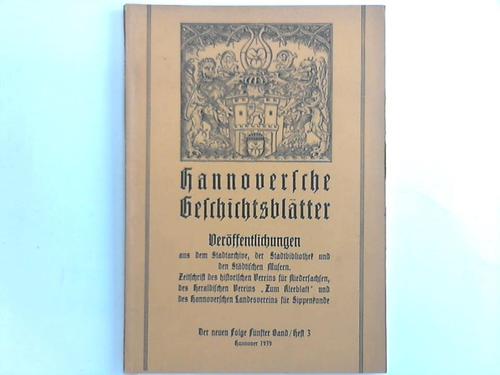 Hannoversche
Geschichtsblätter
Veröffentlichungen
aus dem Stadtarchive, der Stadtbibliothek und
den Städtischen Museen.
Zeitschrift des historischen Vereins für Niedersachsen,
des Heraldischen Vereins „Zum Kleeblatt“ und
des Hannoverschen Landesvereins für Sippenkunde
Der neuen Folge Fünfter Band / Heft 3
Hannover 1939